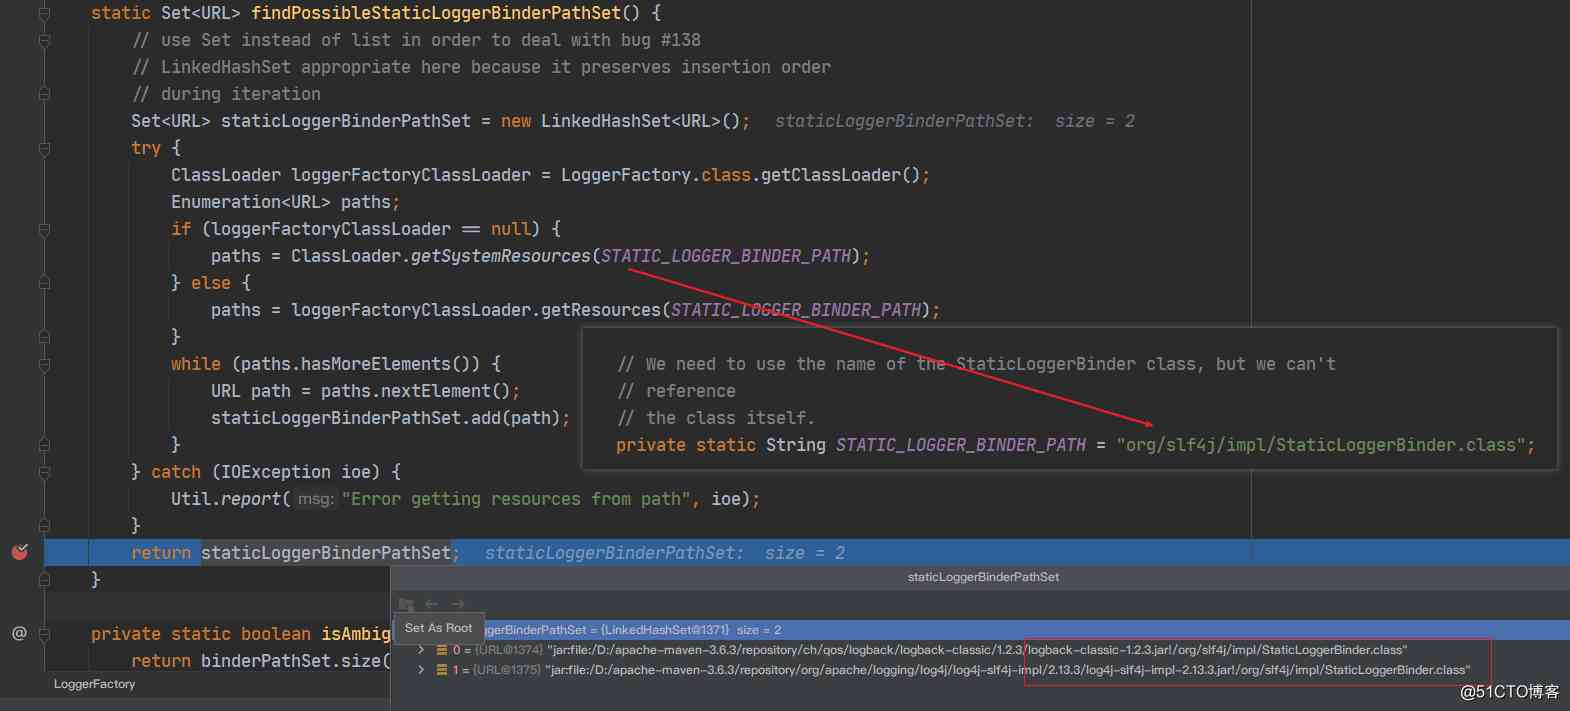 static Set<URL> findPossibleStaticLoggerBinderPathSet() {
// use Set instead of list in order to deal with bug #138
// LinkedHashSet appropriate here because it preserves insertion order
// during iteration
Set<URL> staticLoggerBinderPathSet = new LinkedHashSet<URL>(); staticLoggerBinderPathSet: size = 2
try {
ClassLoader loggerFactoryClassLoader = LoggerFactory.class.getClassLoader();
Enumeration<URL> paths;
if (loggerFactoryClassLoader == null) {
paths = ClassLoader.getSystemResources(STATIC_LOGGER_BINDER_PATH);
} else {
paths = loggerFactoryClassLoader.getResources(STATIC_LOGGER_BINDER_PATH);
}
while (paths.hasMoreElements()) {
URL path = paths.nextElement();
staticLoggerBinderPathSet.add(path);
}
} catch (IOException ioe) {
Util.report( msg: "Error getting resources from path", ioe);
}
return staticLoggerBinderPathSet; staticLoggerBinderPathSet: size = 2
}
// We need to use the name of the StaticLoggerBinder class, but we can't
// reference
// the class itself.
private static String STATIC_LOGGER_BINDER_PATH = "org/slf4j/impl/StaticLoggerBinder.class";
@ private static boolean isAmbig
return binderPathSet.size(
LoggerFactory
staticLoggerBinderPathSet
Set As Root
ggerBinderPathSet = {LinkedHashSet@1371} size = 2
0 = {URL@1374} "jar:file:/D:/apache-maven-3.6.3/repository/ch/qos/logback/logback-classic/1.2.3/logback-classic-1.2.3.jar!/org/slf4j/impl/StaticLoggerBinder.class"
1 = {URL@1375} "jar:file:/D:/apache-maven-3.6.3/repository/org/apache/logging/log4j/log4j-slf4j-impl/2.13.3/log4j-slf4j-impl-2.13.3.jar!/org/slf4j/impl/StaticLoggerBinder.class"
@51CTO博客